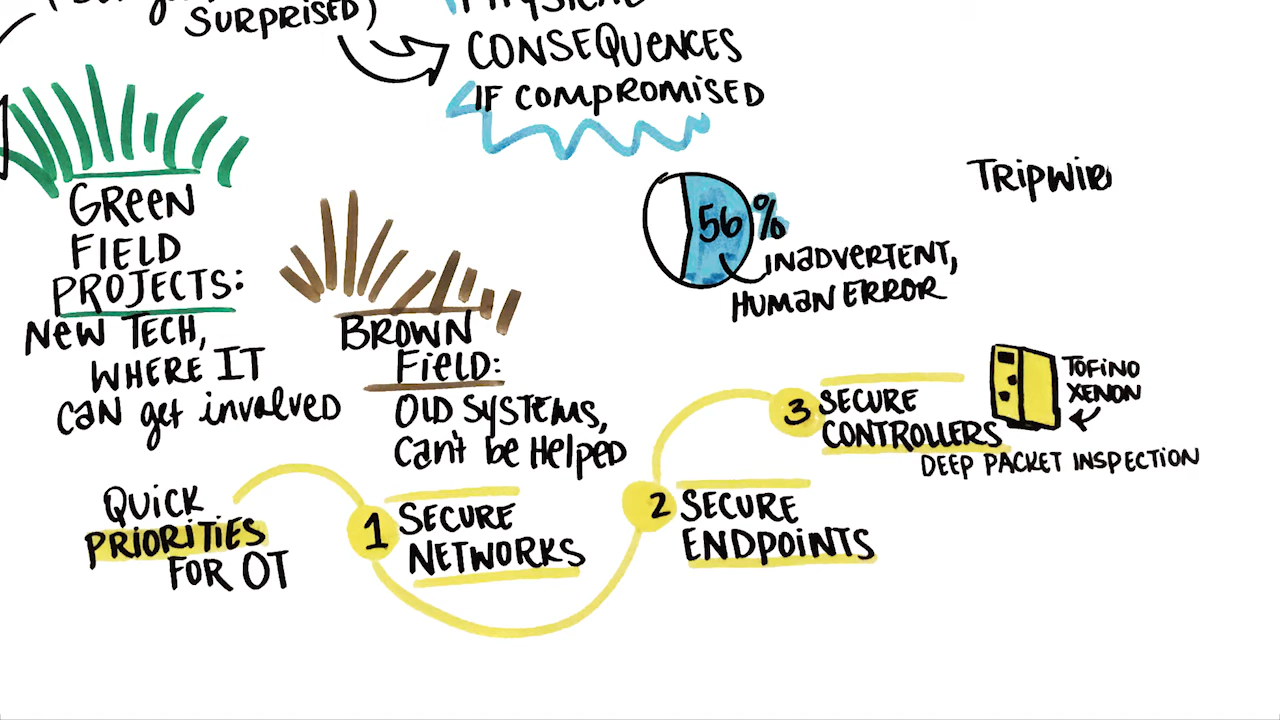 SURPRISED)
PHYSICAL
CONSEQUENCES
IF COMPROMISED
GREEN
FIELD
PROJECTS:
NEW TECH,
WHERE IT
CAN get involved
BROWN
FIELD:
OLD SYSTEMS,
Can't be HELPED
56%
INADVERTENT,
HUMAN ERROR
QUICK
PRIORITIES
FOR OT
1 SECURE
NETWORKS
2 SECURE
ENDPOINTS
3 SECURE
CONTROLLERS
TOFINO
XENON
DEEP PACKET INSPECTION